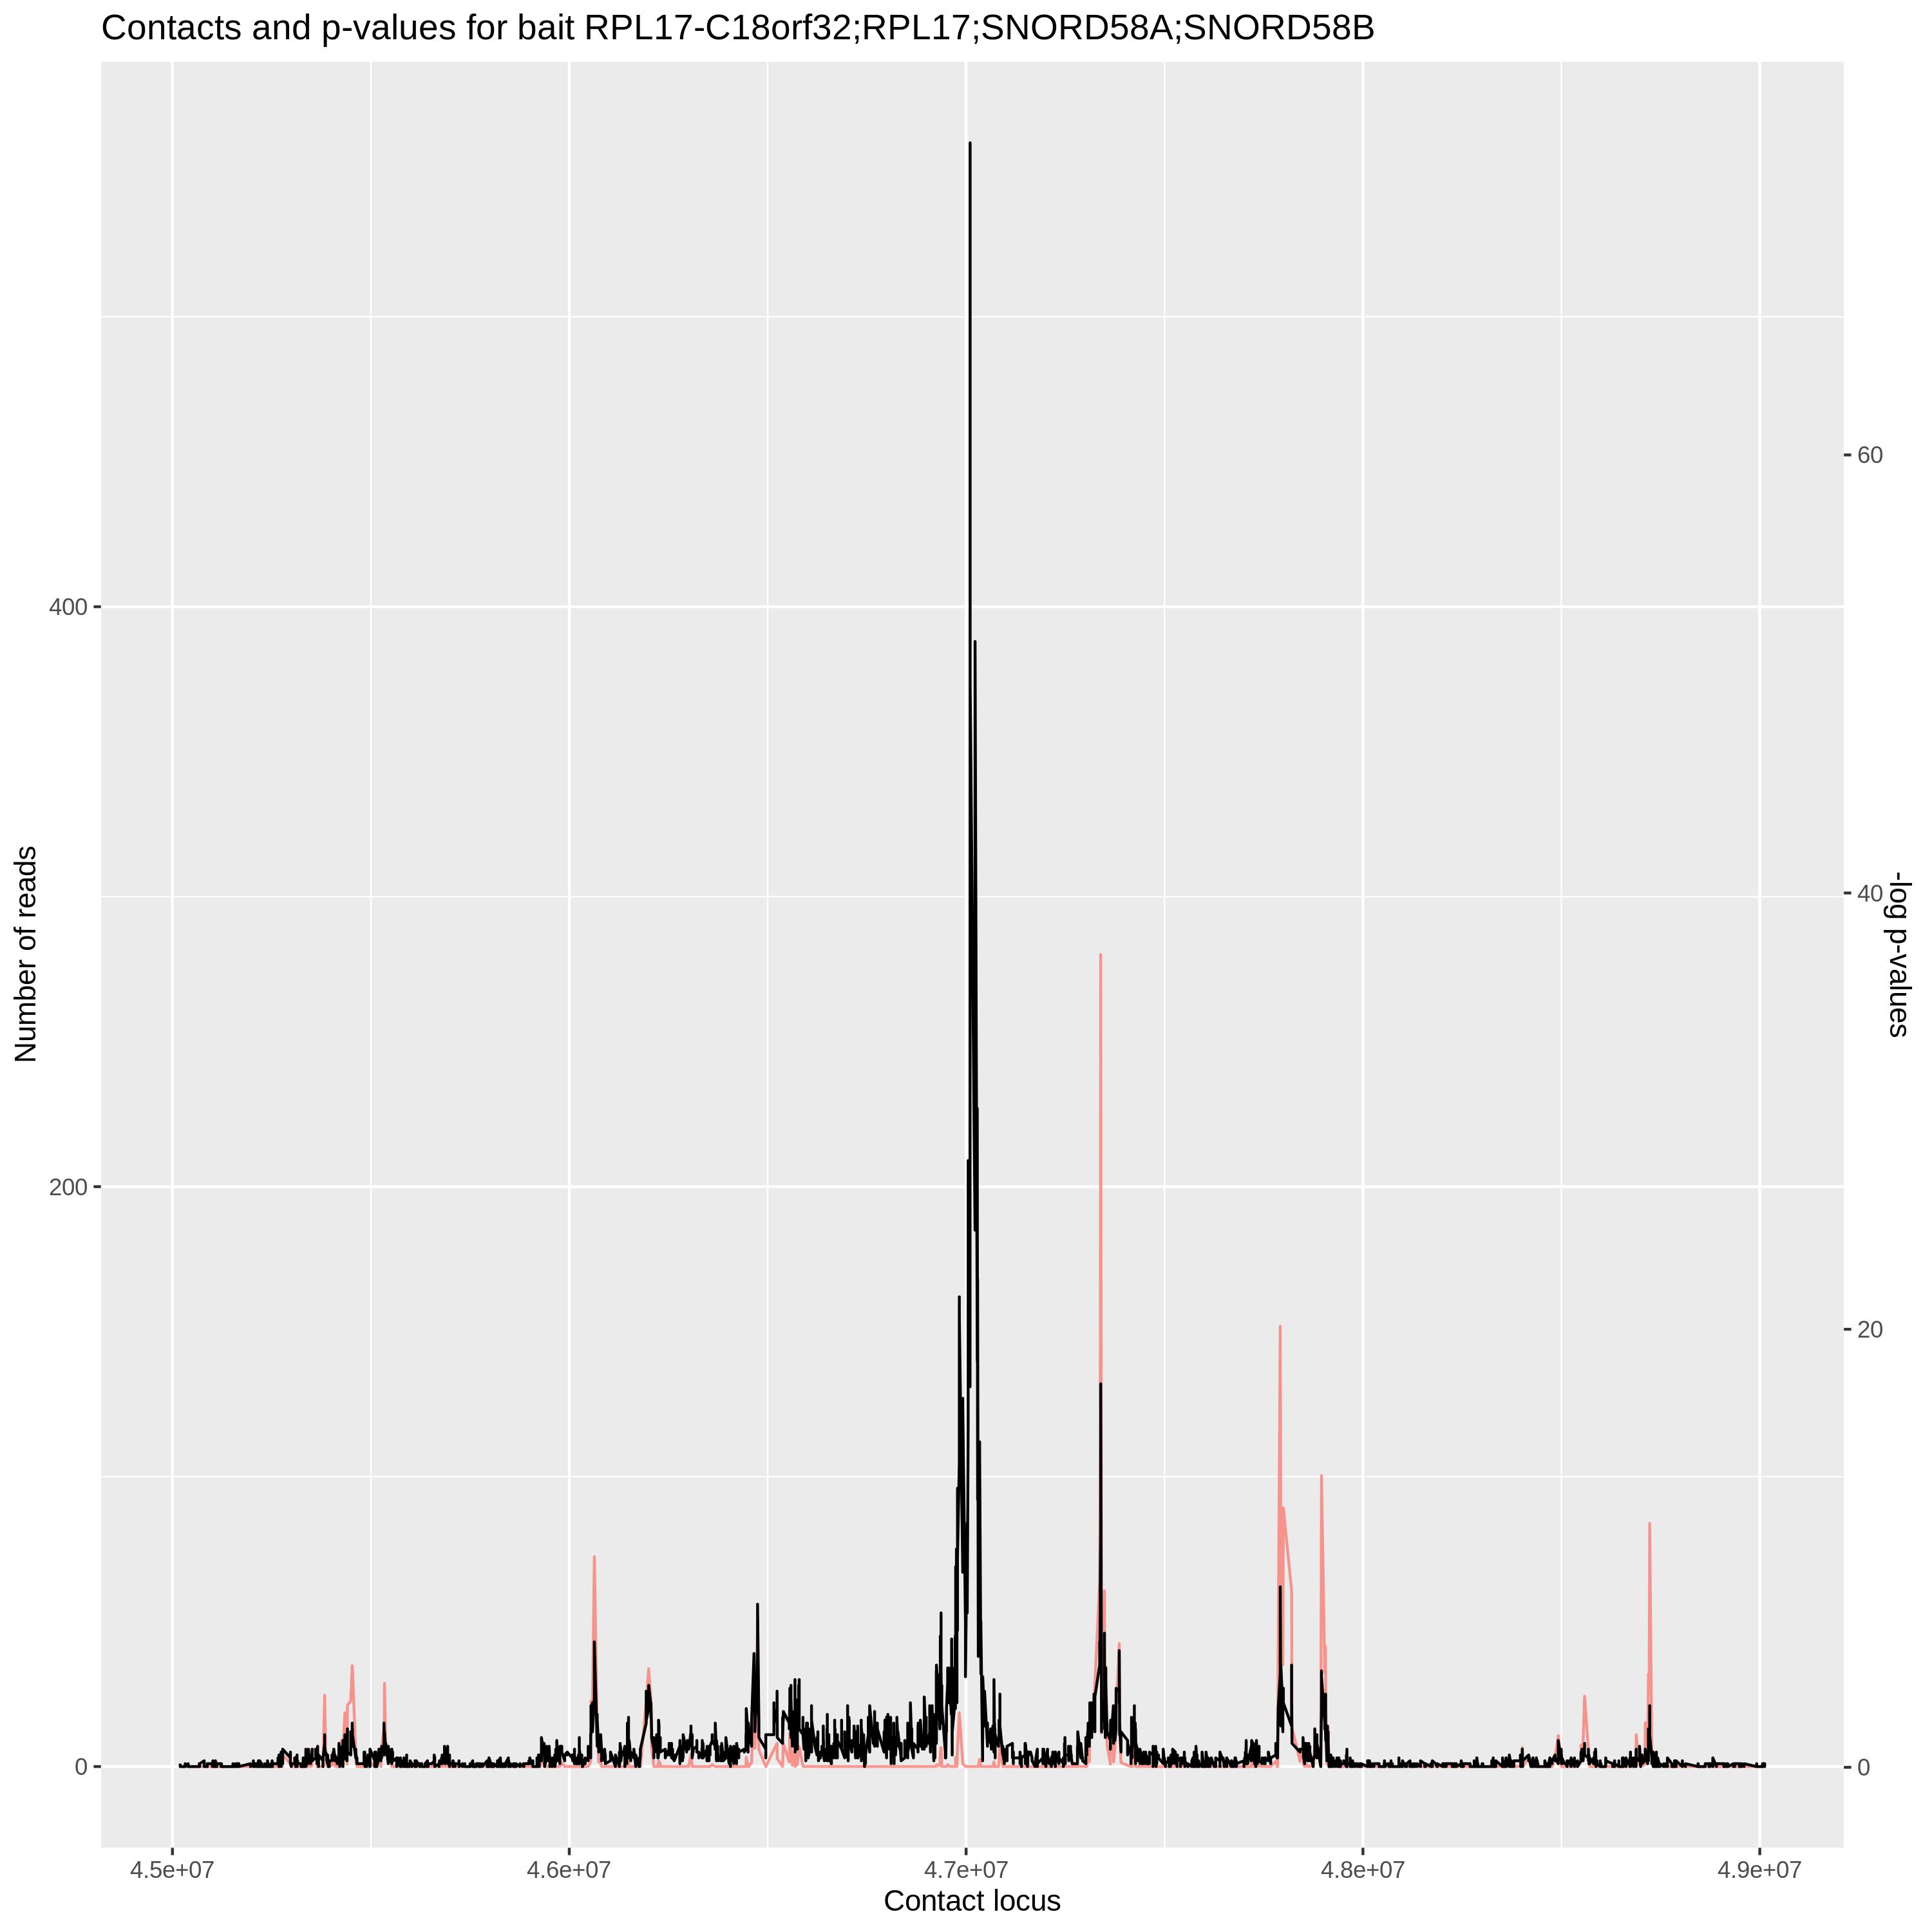 Contacts and p-values for bait RPL17-C18orf32;RPL17;SNORD58A;SNORD58B
Number of reads
400
200
0
60
40
20
0
-log p-values
4.5e+07 4.6e+07 4.7e+07 4.8e+07 4.9e+07
Contact locus